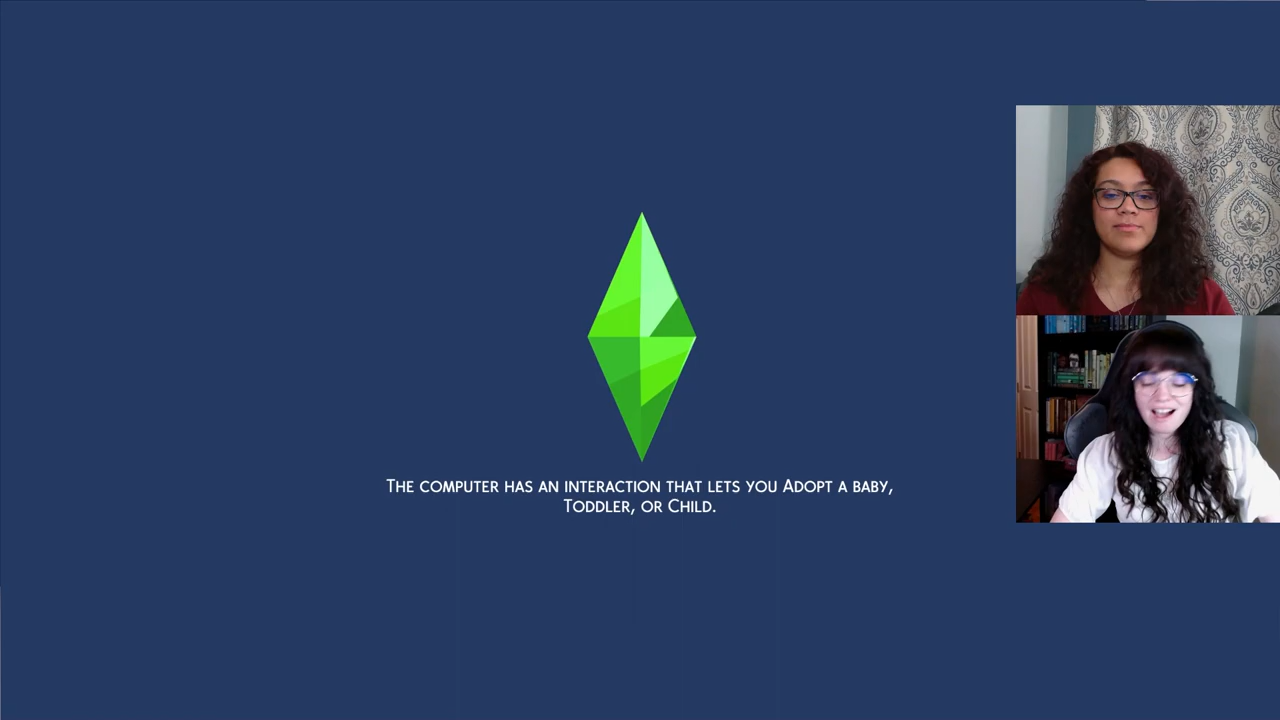 The computer has an interaction that lets you Adopt a baby,
Toddler, or Child.